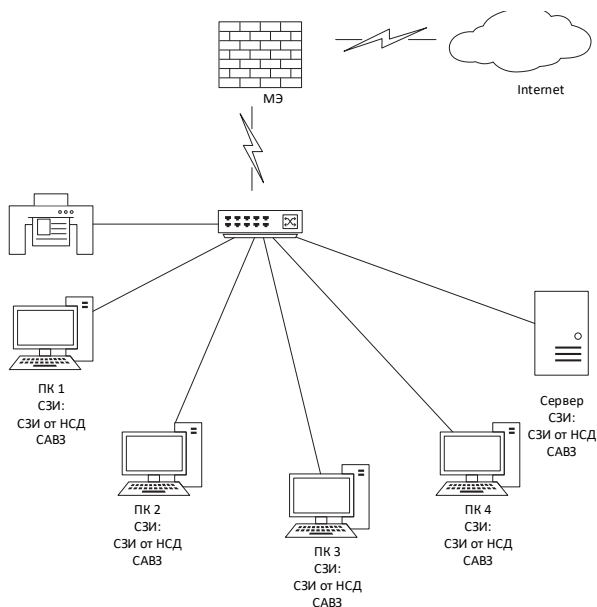 МЭ
Internet
ПК 1
СЗИ:
СЗИ от НСД
САВЗ
ПК 2
СЗИ:
СЗИ от НСД
САВЗ
ПК 3
СЗИ:
СЗИ от НСД
САВЗ
ПК 4
СЗИ:
СЗИ от НСД
САВЗ
Сервер
СЗИ:
СЗИ от НСД
САВЗ